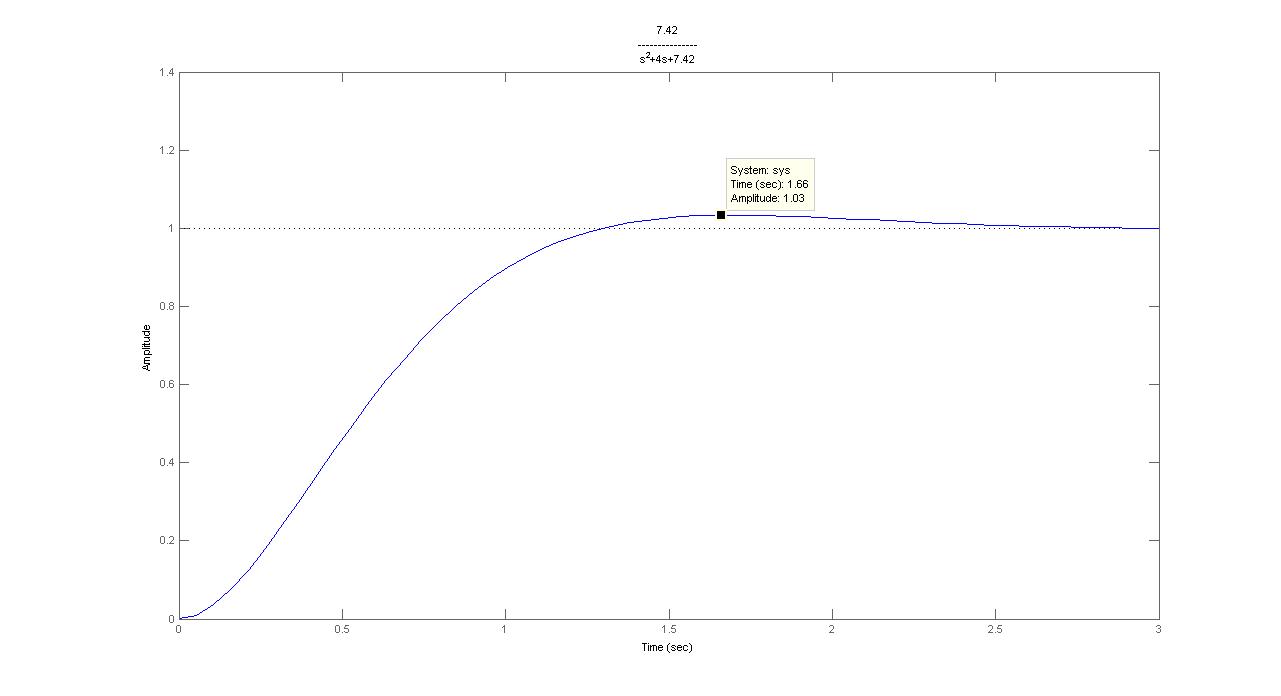 7.42
---------------
s²+4s+7.42
1.4
1.2
1
0.8
0.6
0.4
0.2
0
Amplitude
System: sys
Time (sec): 1.66
Amplitude: 1.03
0 0.5 1 1.5 2 2.5 3
Time (sec)